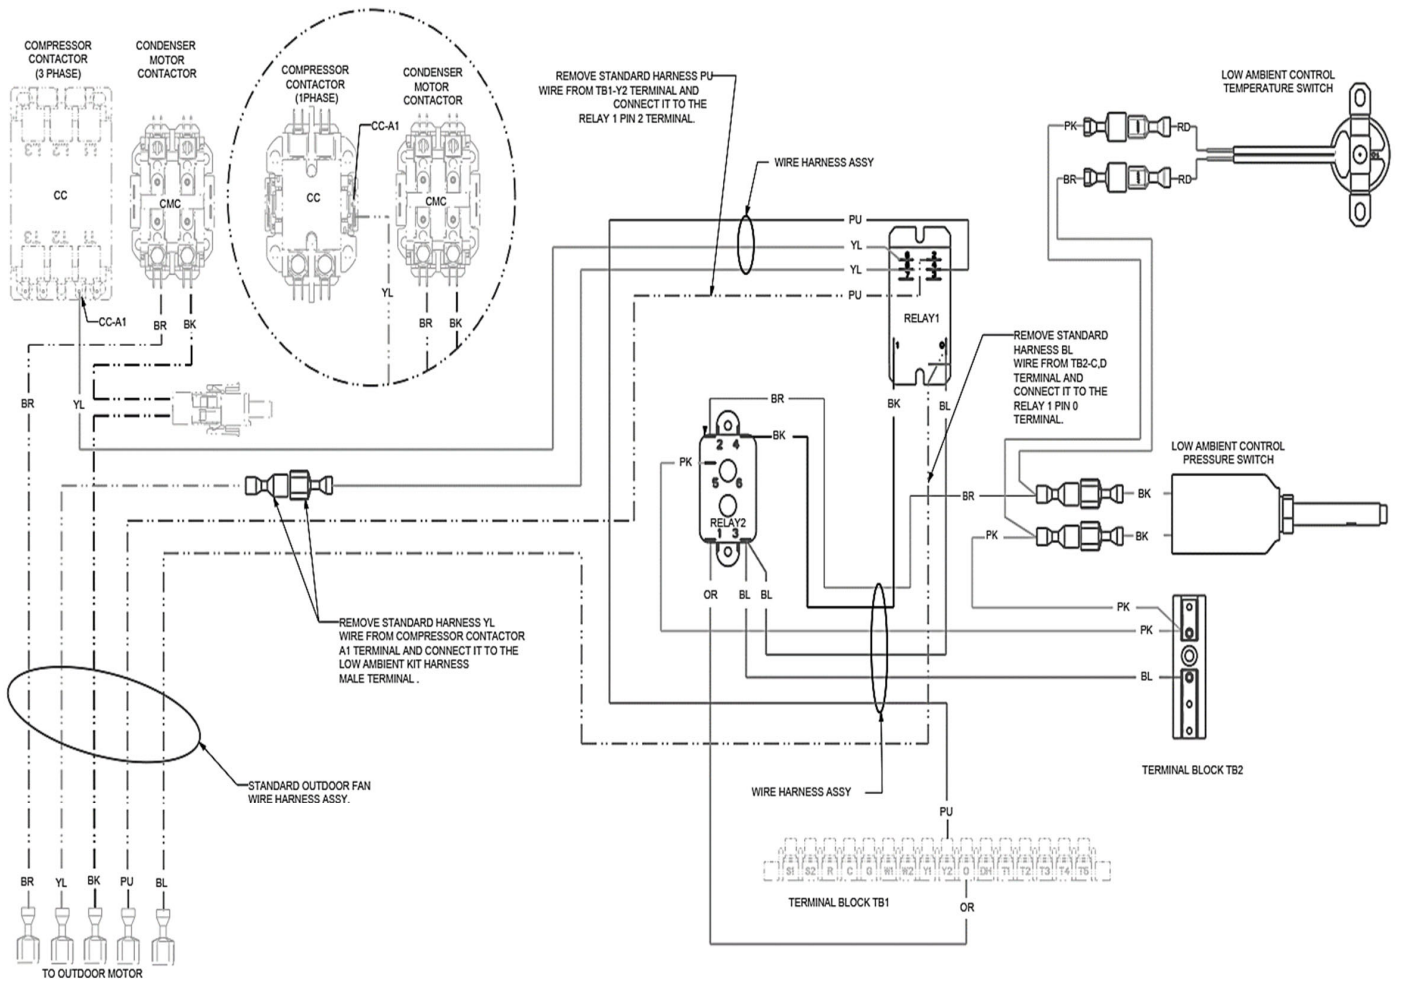 COMPRESSOR
CONTACTOR
(3 PHASE)
CONDENSER
MOTOR
CONTACTOR
COMPRESSOR
CONTACTOR
(1PHASE)
CONDENSER
MOTOR
CONTACTOR
REMOVE STANDARD HARNESS PU
WIRE FROM TB1-Y2 TERMINAL AND
CONNECT IT TO THE
RELAY 1 PIN 2 TERMINAL.
LOW AMBIENT CONTROL
TEMPERATURE SWITCH
CC-A1
PK
RD
L3
L2
L1
WIRE HARNESS ASSY
BR
RD
CC
CMC
CC
CMC
T3
T2
T1
PU
YL
YL
PU
YL
CC-A1
BR
BK
BR
BK
RELAY1
1
0
REMOVE STANDARD
HARNESS BL
WIRE FROM TB2-C,D
TERMINAL AND
CONNECT IT TO THE
RELAY 1 PIN 0
TERMINAL.
BR
YL
BR
BK
BL
BK
2 4
PK
5 6
RELAY2
1 3
LOW AMBIENT CONTROL
PRESSURE SWITCH
BR
BK
PK
BK
OR
BL
BL
PK
PK
BL
REMOVE STANDARD HARNESS YL
WIRE FROM COMPRESSOR CONTACTOR
A1 TERMINAL AND CONNECT IT TO THE
LOW AMBIENT KIT HARNESS
MALE TERMINAL .
TERMINAL BLOCK TB2
STANDARD OUTDOOR FAN
WIRE HARNESS ASSY.
WIRE HARNESS ASSY
PU
S1 S2 R C G W1 W2 Y1 Y2 O DH T1 T2 T3 T4 T5
TERMINAL BLOCK TB1
OR
BR
YL
BK
PU
BL
TO OUTDOOR MOTOR